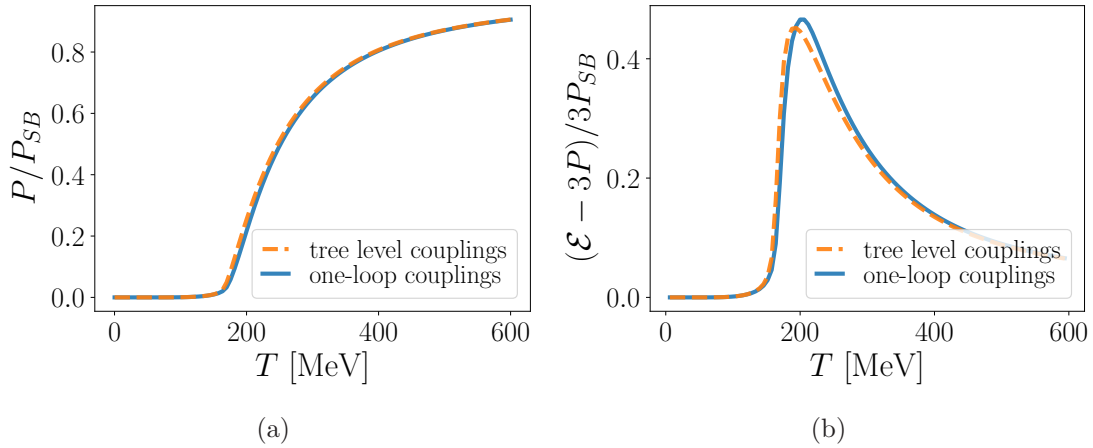 0.8
0.6
0.4
0.2
0.0
P/P_{SB}
tree level couplings
one-loop couplings
0 200 400 600
T [MeV]
(a)
0.4
0.2
0.0
(ℰ − 3P)/3P_{SB}
tree level couplings
one-loop couplings
0 200 400 600
T [MeV]
(b)